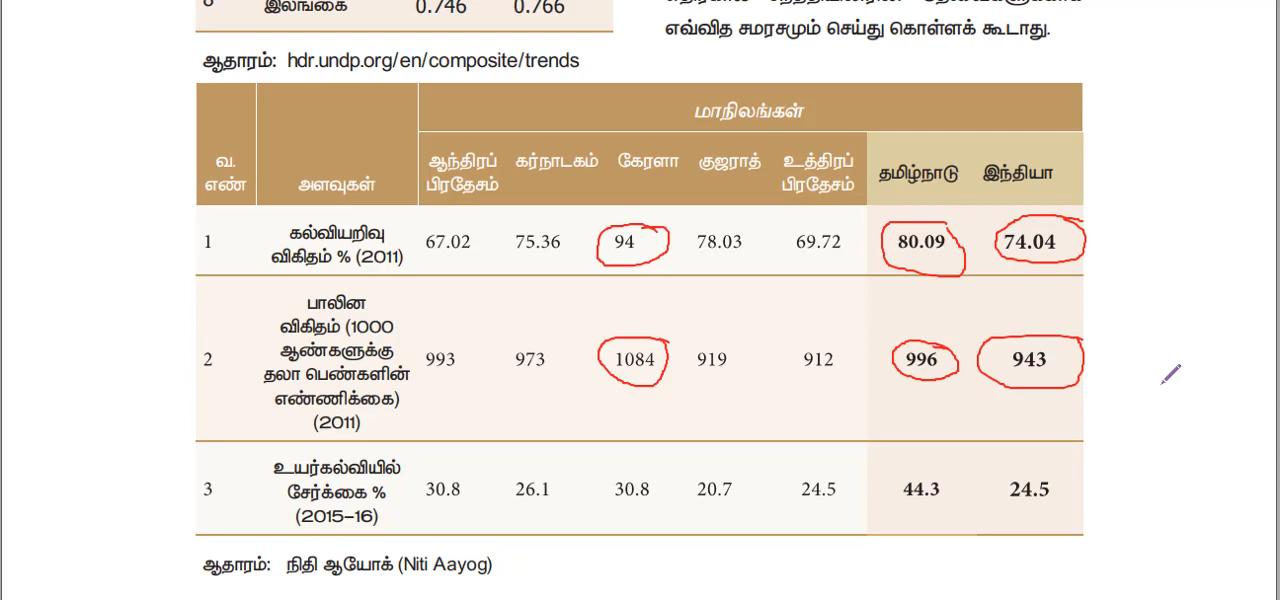 இலங்கை 0.746 0.766
எவ்வித சமரசமும் செய்து கொள்ளக் கூடாது.
ஆதாரம்: hdr.undp.org/en/composite/trends
மாநிலங்கள்
வ. எண்
அளவுகள்
ஆந்திரப் பிரதேசம்
கர்நாடகம்
கேரளா
குஜராத்
உத்திரப் பிரதேசம்
தமிழ்நாடு
இந்தியா
1
கல்வியறிவு
விகிதம் % (2011)
67.02 75.36 94 78.03 69.72 80.09 74.04
2
பாலின
விகிதம் (1000
ஆண்களுக்கு
தலா பெண்களின்
எண்ணிக்கை)
(2011)
993 973 1084 919 912 996 943
3
உயர்கல்வியில்
சேர்க்கை %
(2015–16)
30.8 26.1 30.8 20.7 24.5 44.3 24.5
ஆதாரம்: நிதி ஆயோக் (Niti Aayog)